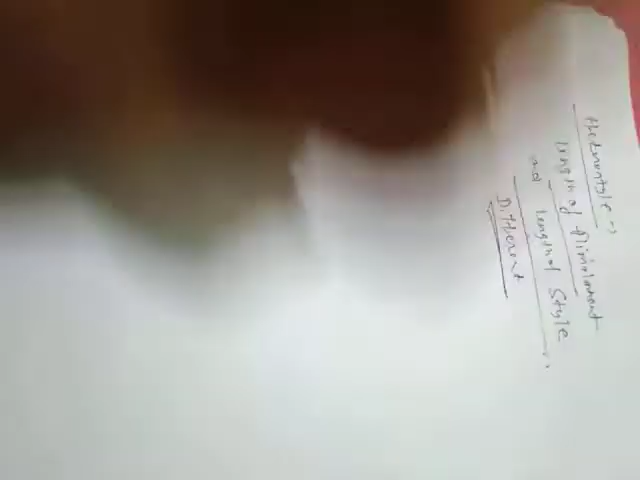 Heterostyle →
length of filament
and length of Style
Different